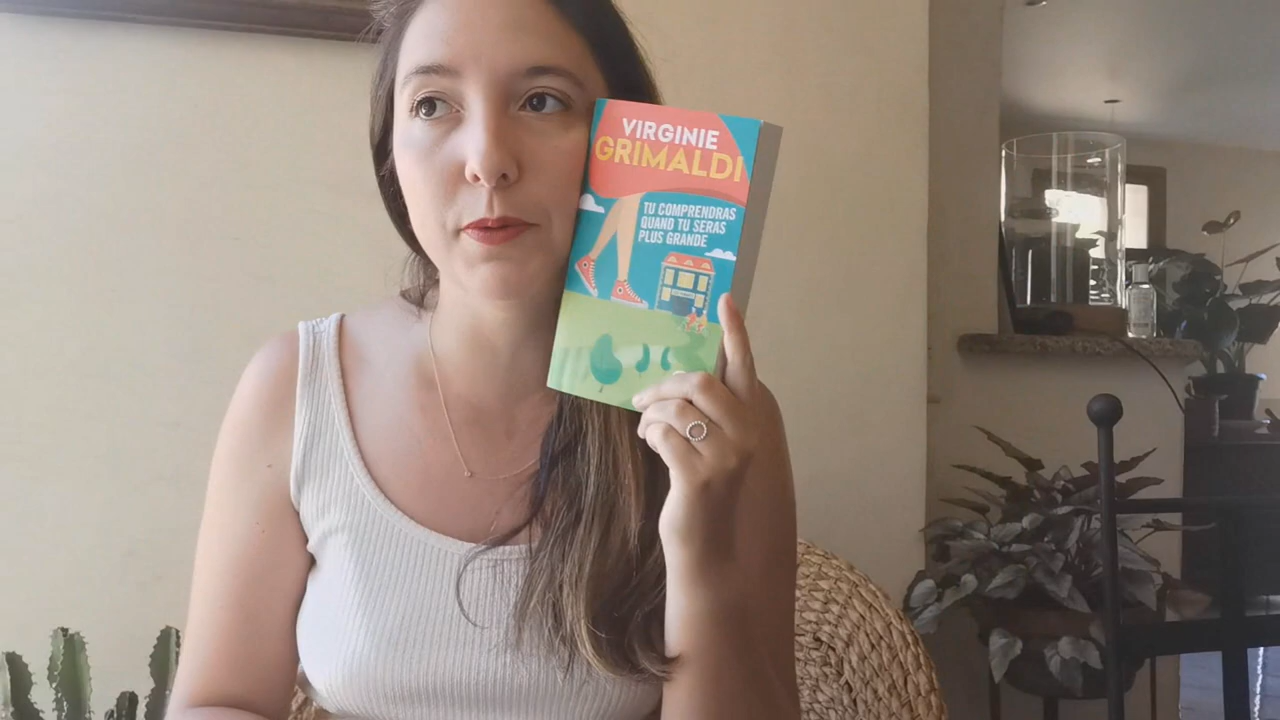 VIRGINIE
GRIMALDI
TU COMPRENDRAS
QUAND TU SERAS
PLUS GRANDE